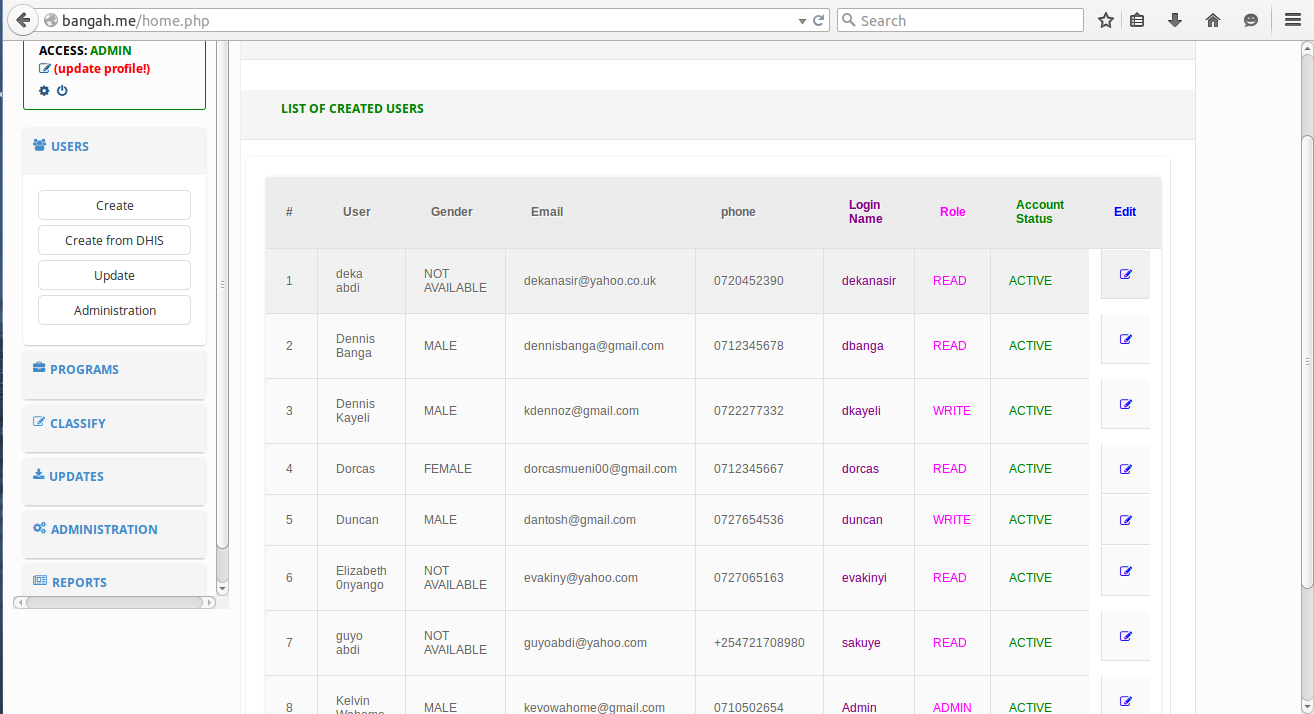 bangah.me/home.php
Search
ACCESS: ADMIN
(update profile!)
USERS
Create
Create from DHIS
Update
Administration
PROGRAMS
CLASSIFY
UPDATES
ADMINISTRATION
REPORTS
LIST OF CREATED USERS
# User Gender Email phone Login Name Role Account Status Edit
1 deka abdi NOT AVAILABLE dekanasir@yahoo.co.uk 0720452390 dekanasir READ ACTIVE
2 Dennis Banga MALE dennisbanga@gmail.com 0712345678 dbanga READ ACTIVE
3 Dennis Kayeli MALE kdennoz@gmail.com 0722277332 dkayeli WRITE ACTIVE
4 Dorcas FEMALE dorcasmueni00@gmail.com 0712345667 dorcas READ ACTIVE
5 Duncan MALE dantosh@gmail.com 0727654536 duncan WRITE ACTIVE
6 Elizabeth 0nyango NOT AVAILABLE evakiny@yahoo.com 0727065163 evakinyi READ ACTIVE
7 guyo abdi NOT AVAILABLE guyoabdi@yahoo.com +254721708980 sakuye READ ACTIVE
8 Kelvin Wahome MALE kevowahome@gmail.com 0710502654 Admin ADMIN ACTIVE